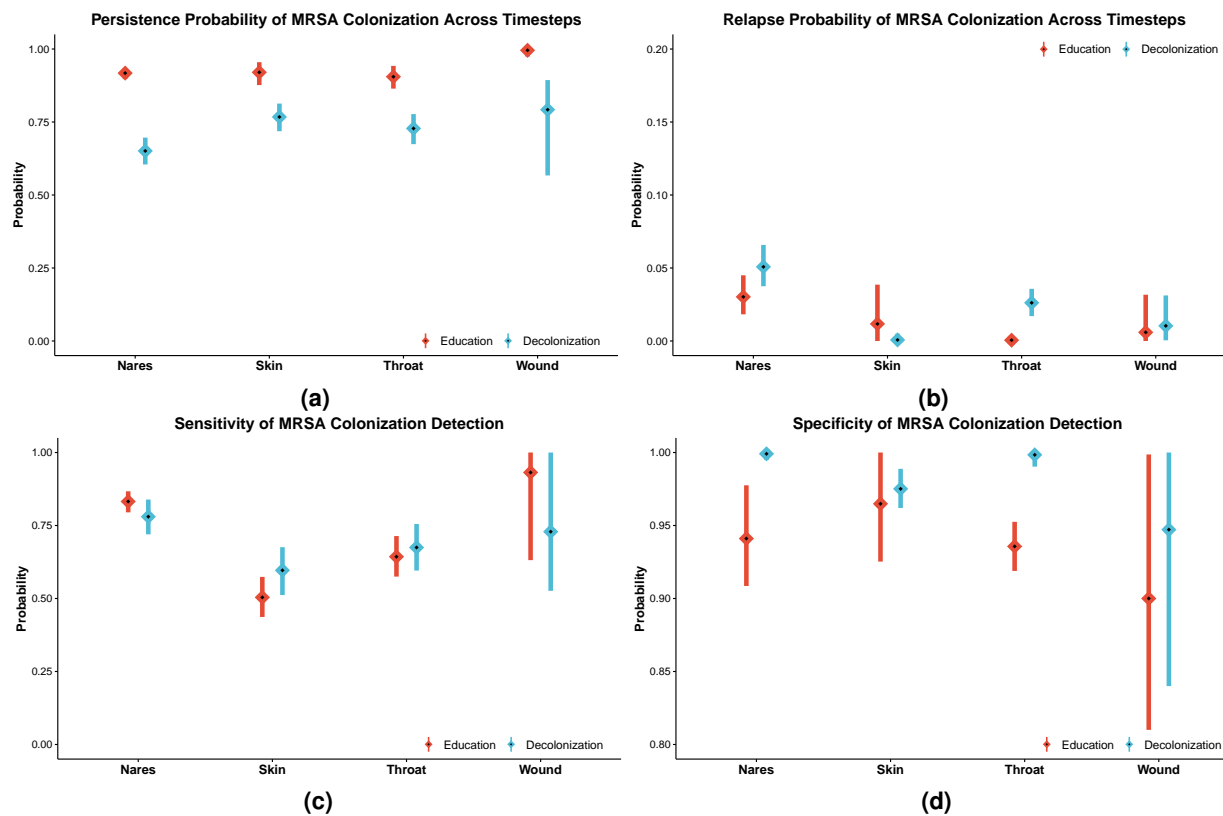 Persistence Probability of MRSA Colonization Across Timesteps
Probability
1.00
0.75
0.50
0.25
0.00
Education
Decolonization
Nares
Skin
Throat
Wound
(a)
Relapse Probability of MRSA Colonization Across Timesteps
Probability
0.20
0.15
0.10
0.05
0.00
Education
Decolonization
Nares
Skin
Throat
Wound
(b)
Sensitivity of MRSA Colonization Detection
Probability
1.00
0.75
0.50
0.25
0.00
Education
Decolonization
Nares
Skin
Throat
Wound
(c)
Specificity of MRSA Colonization Detection
Probability
1.00
0.95
0.90
0.85
0.80
Education
Decolonization
Nares
Skin
Throat
Wound
(d)